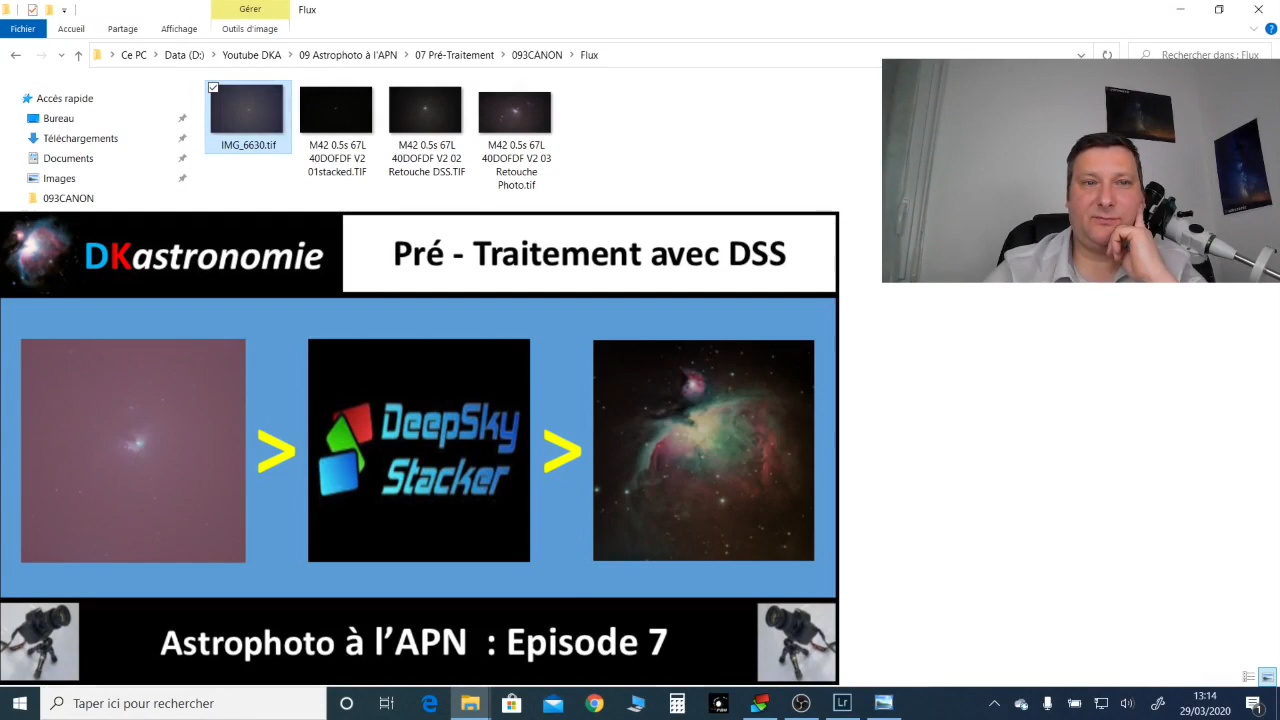 Gérer
Flux
Fichier
Accueil
Partage
Affichage
Outils d'image
Ce PC
Data (D:)
Youtube DKA
09 Astrophoto à l'APN
07 Pré-Traitement
093CANON
Flux
Rechercher dans : Flux
Accès rapide
Bureau
Téléchargements
Documents
Images
093CANON
IMG_6630.tif
M42 0.5s 67L
40DOFDF V2
01stacked.TIF
M42 0.5s 67L
40DOFDF V2 02
Retouche DSS.TIF
M42 0.5s 67L
40DOFDF V2 03
Retouche
Photo.tif
DKastronomie
Pré - Traitement avec DSS
>
DeepSky
Stacker
>
Astrophoto à l'APN : Episode 7
Taper ici pour rechercher
Lr
13:14
29/03/2020
1